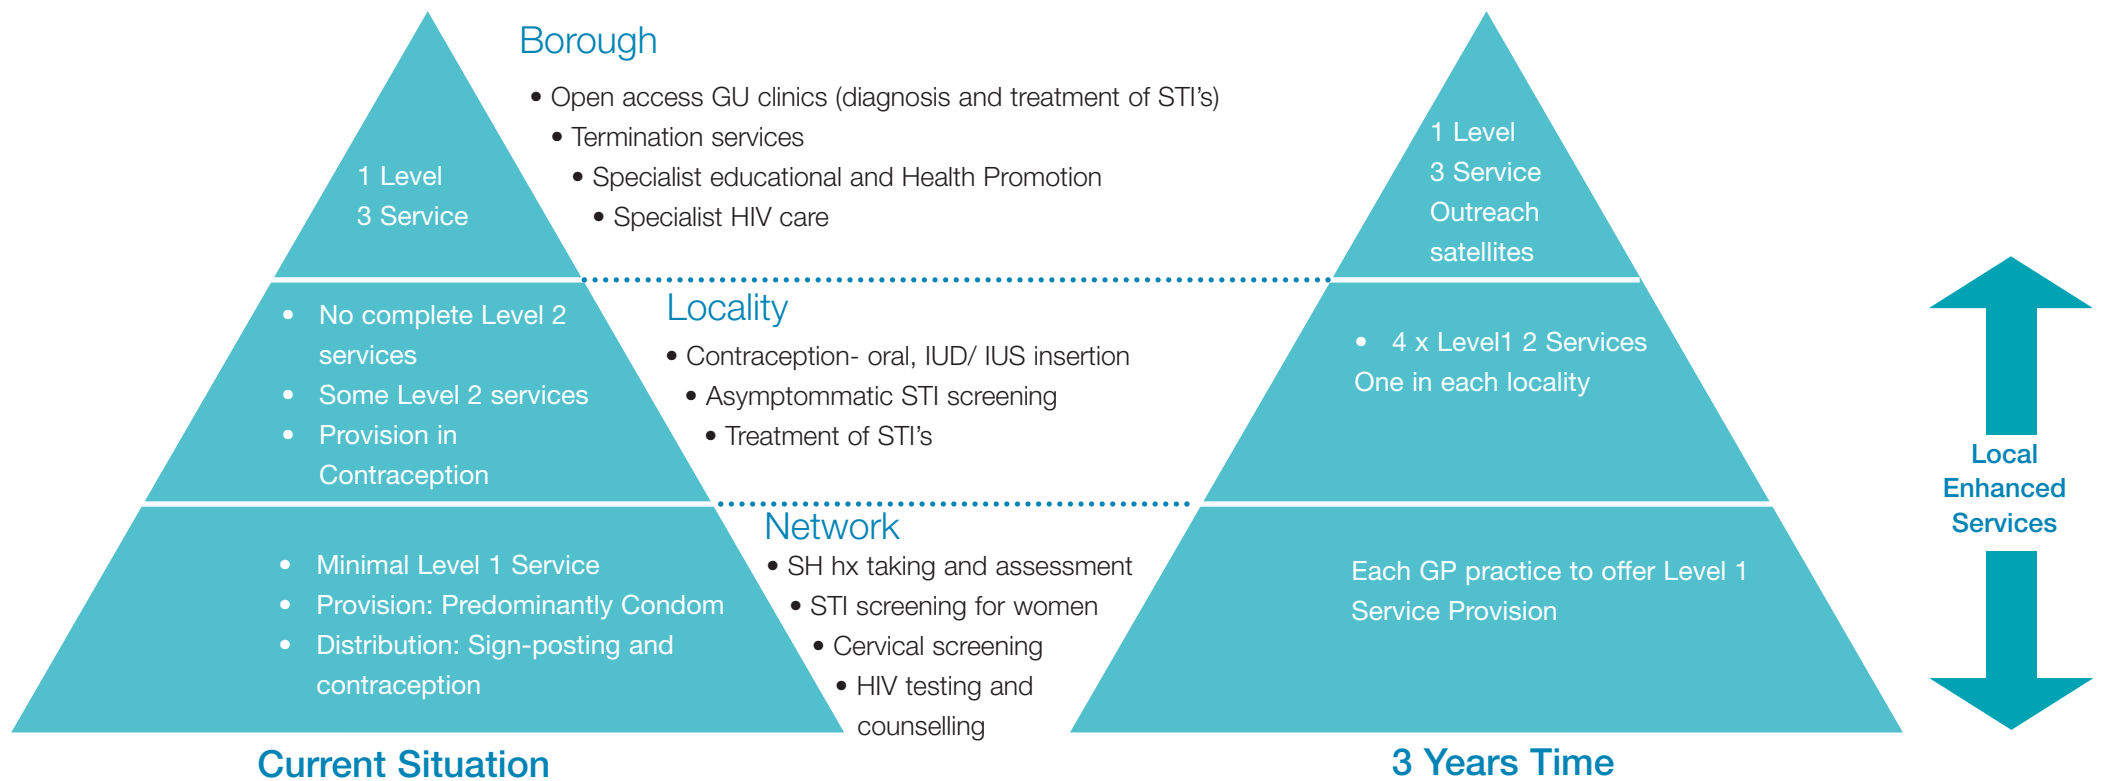 1 Level
3 Service
• No complete Level 2
services
• Some Level 2 services
• Provision in
Contraception
• Minimal Level 1 Service
• Provision: Predominantly Condom
• Distribution: Sign-posting and
contraception
Current Situation
Borough
• Open access GU clinics (diagnosis and treatment of STI's)
• Termination services
• Specialist educational and Health Promotion
• Specialist HIV care
Locality
• Contraception- oral, IUD/ IUS insertion
• Asymptommatic STI screening
• Treatment of STI's
Network
• SH hx taking and assessment
• STI screening for women
• Cervical screening
• HIV testing and
counselling
1 Level
3 Service
Outreach
satellites
• 4 x Level1 2 Services
One in each locality
Each GP practice to offer Level 1
Service Provision
3 Years Time
Local
Enhanced
Services